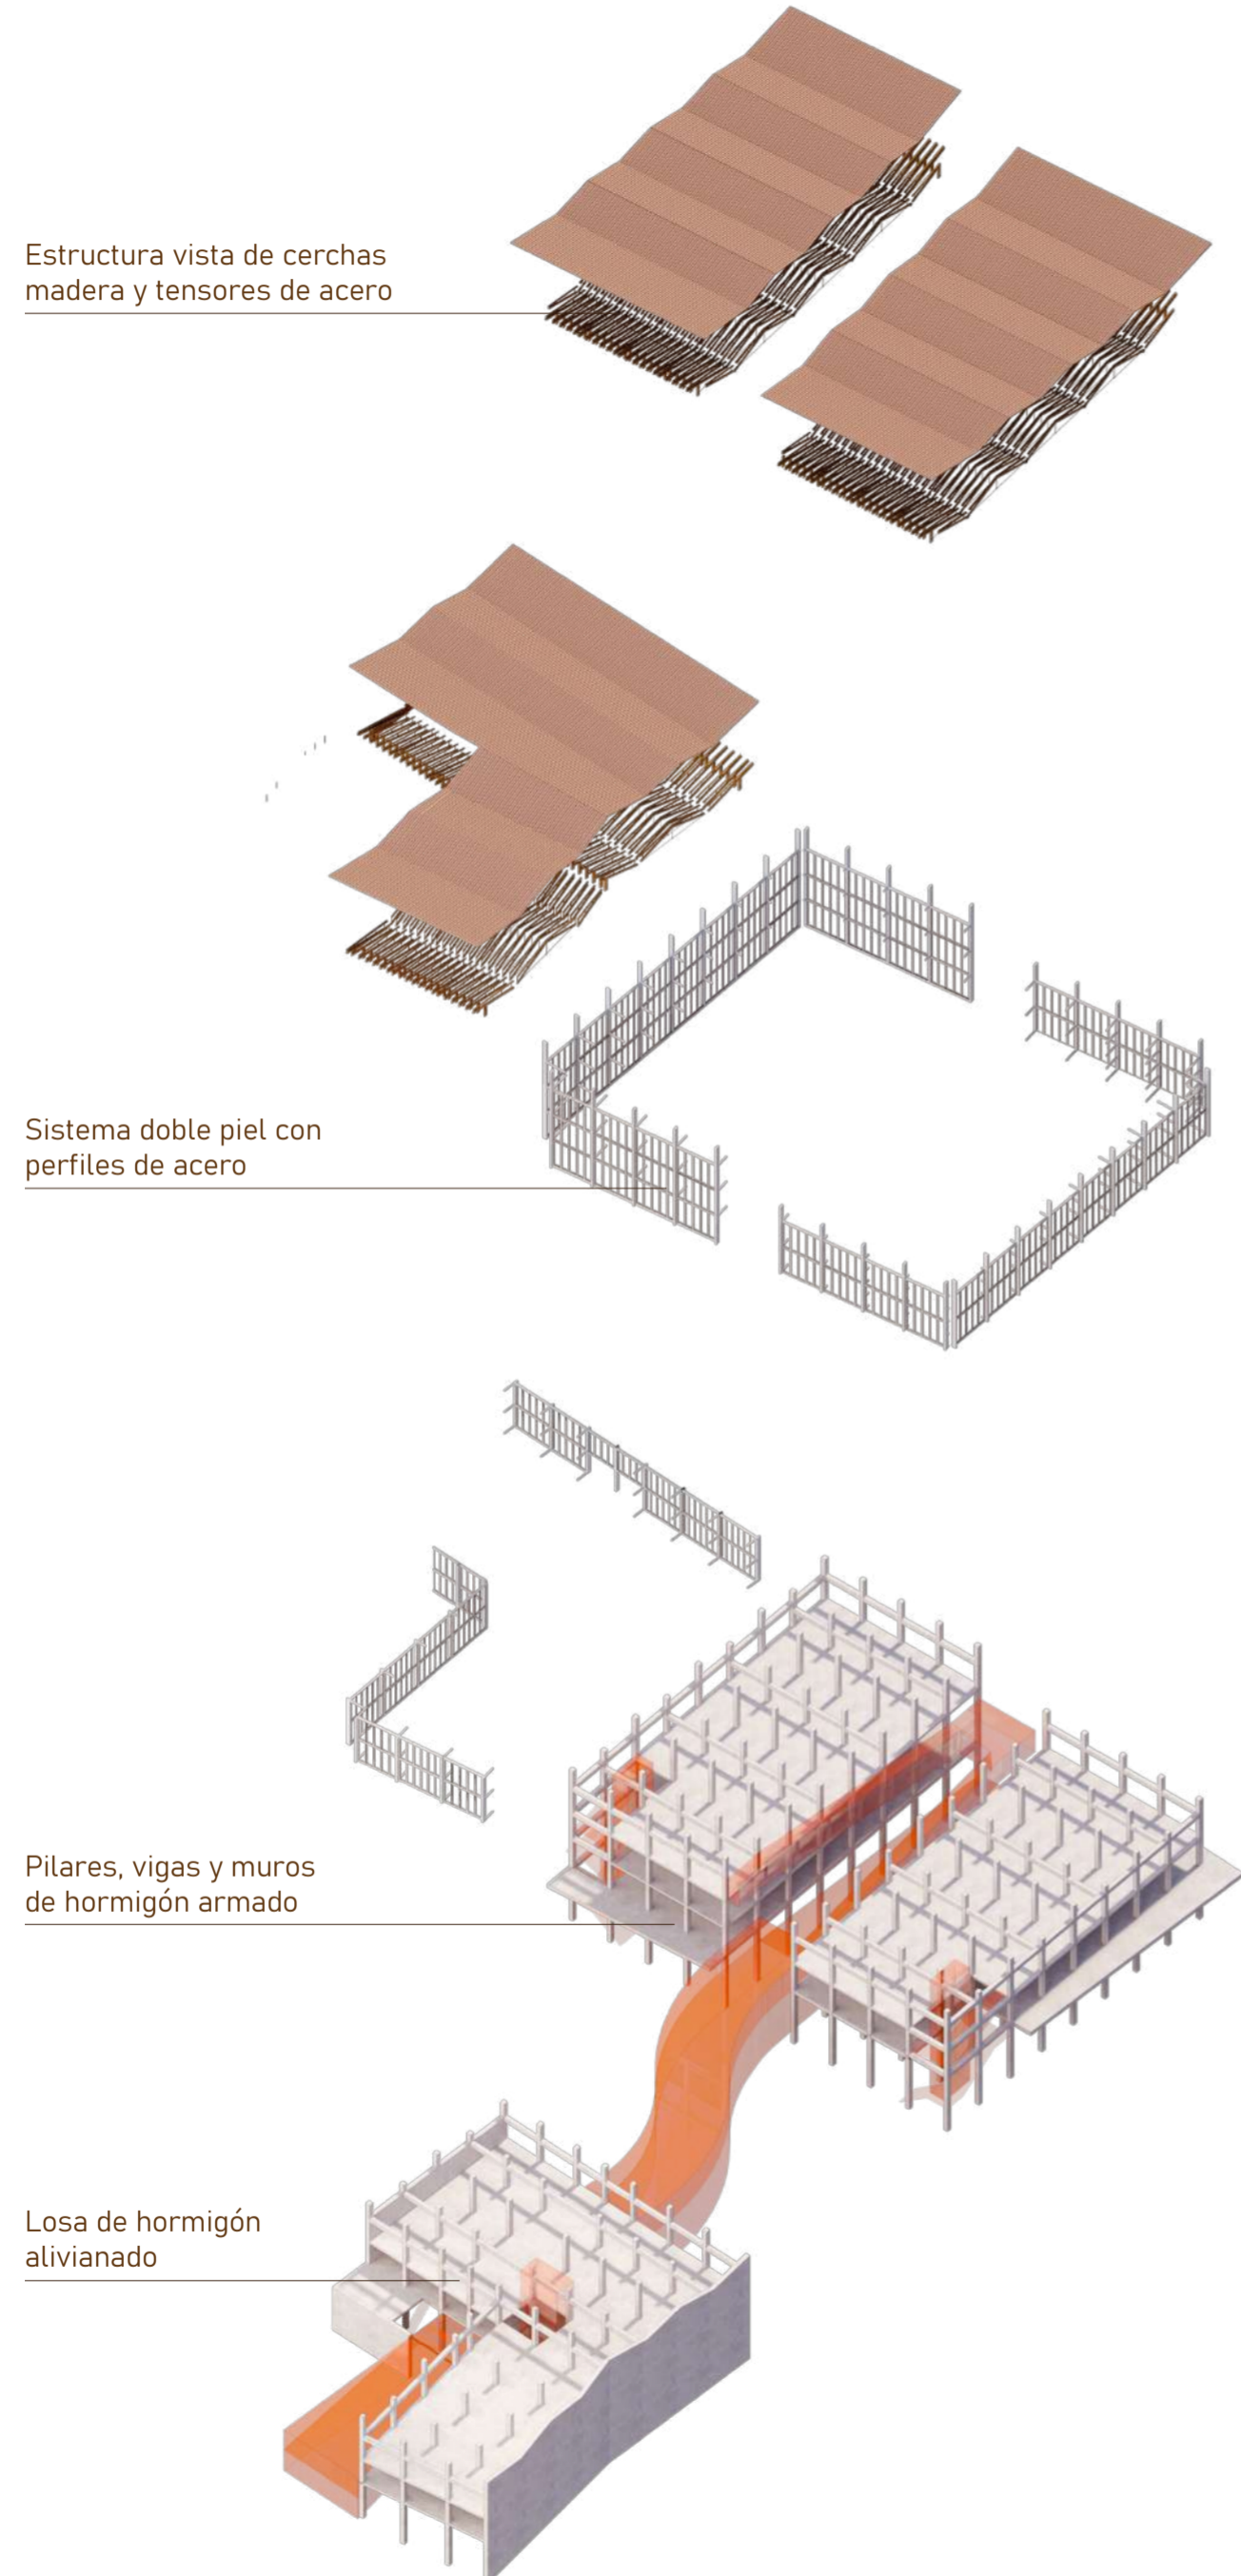 Estructura vista de cerchas
madera y tensores de acero
Sistema doble piel con
perfiles de acero
Pilares, vigas y muros
de hormigón armado
Losa de hormigón
alivianado